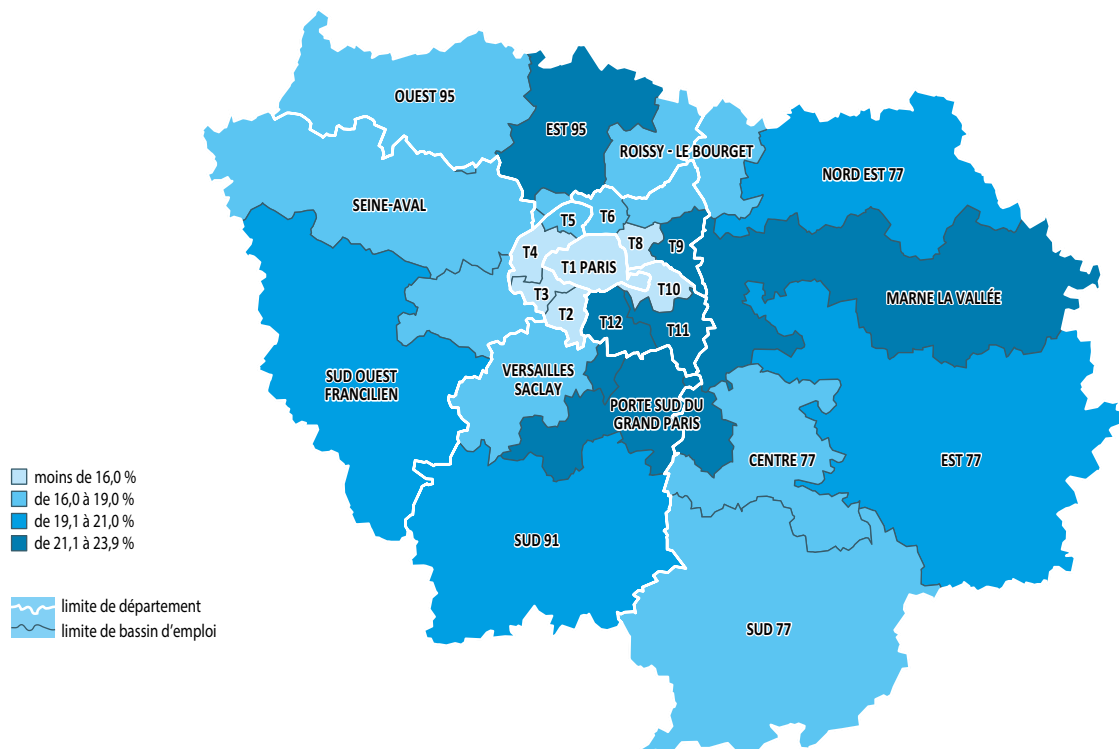 OUEST 95
EST 95
ROISSY - LE BOURGET
NORD EST 77
SEINE-AVAL
T5
T6
T4
T8
T9
T1 PARIS
T3
T10
T2
T12
T11
MARNE LA VALLÉE
SUD OUEST
FRANCILIEN
VERSAILLES
SACLAY
PORTE SUD DU
GRAND PARIS
CENTRE 77
EST 77
SUD 91
SUD 77
moins de 16,0 %
de 16,0 à 19,0 %
de 19,1 à 21,0 %
de 21,1 à 23,9 %
limite de département
limite de bassin d'emploi